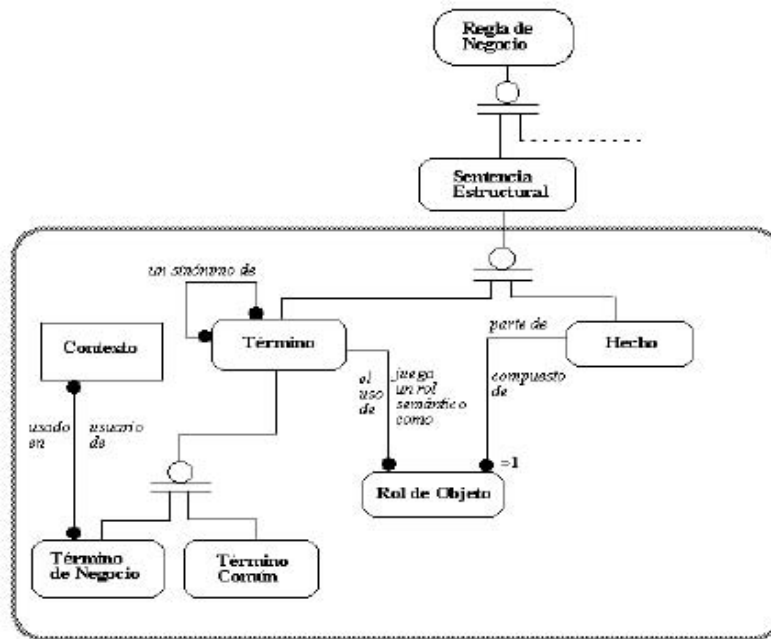 Regla de
Negocio
Sentencia
Estructural
un sinónimo de
Término
Contexto
parte de
Hecho
el
uso
de
juego
un rol
semántico
como
compuesto
de
usado
en
usuario
de
=1
Rol de Objeto
Término
de Negocio
Término
Común